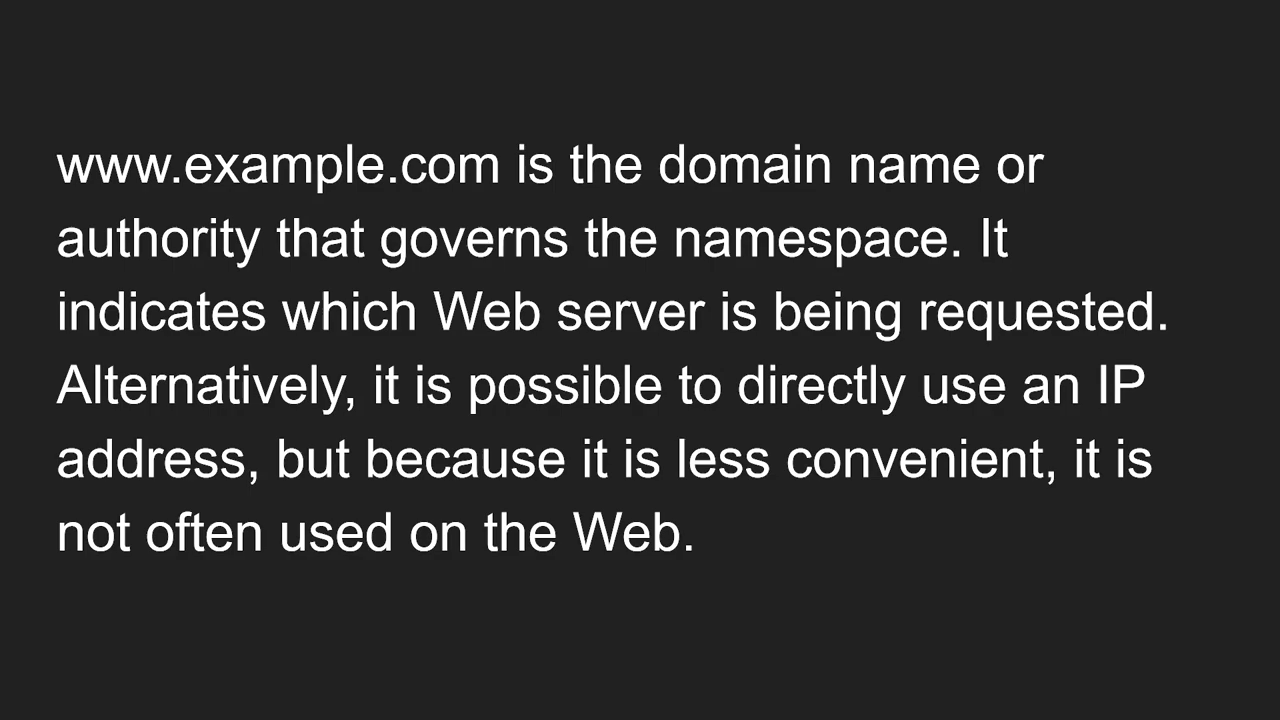 www.example.com is the domain name or
authority that governs the namespace. It
indicates which Web server is being requested.
Alternatively, it is possible to directly use an IP
address, but because it is less convenient, it is
not often used on the Web.